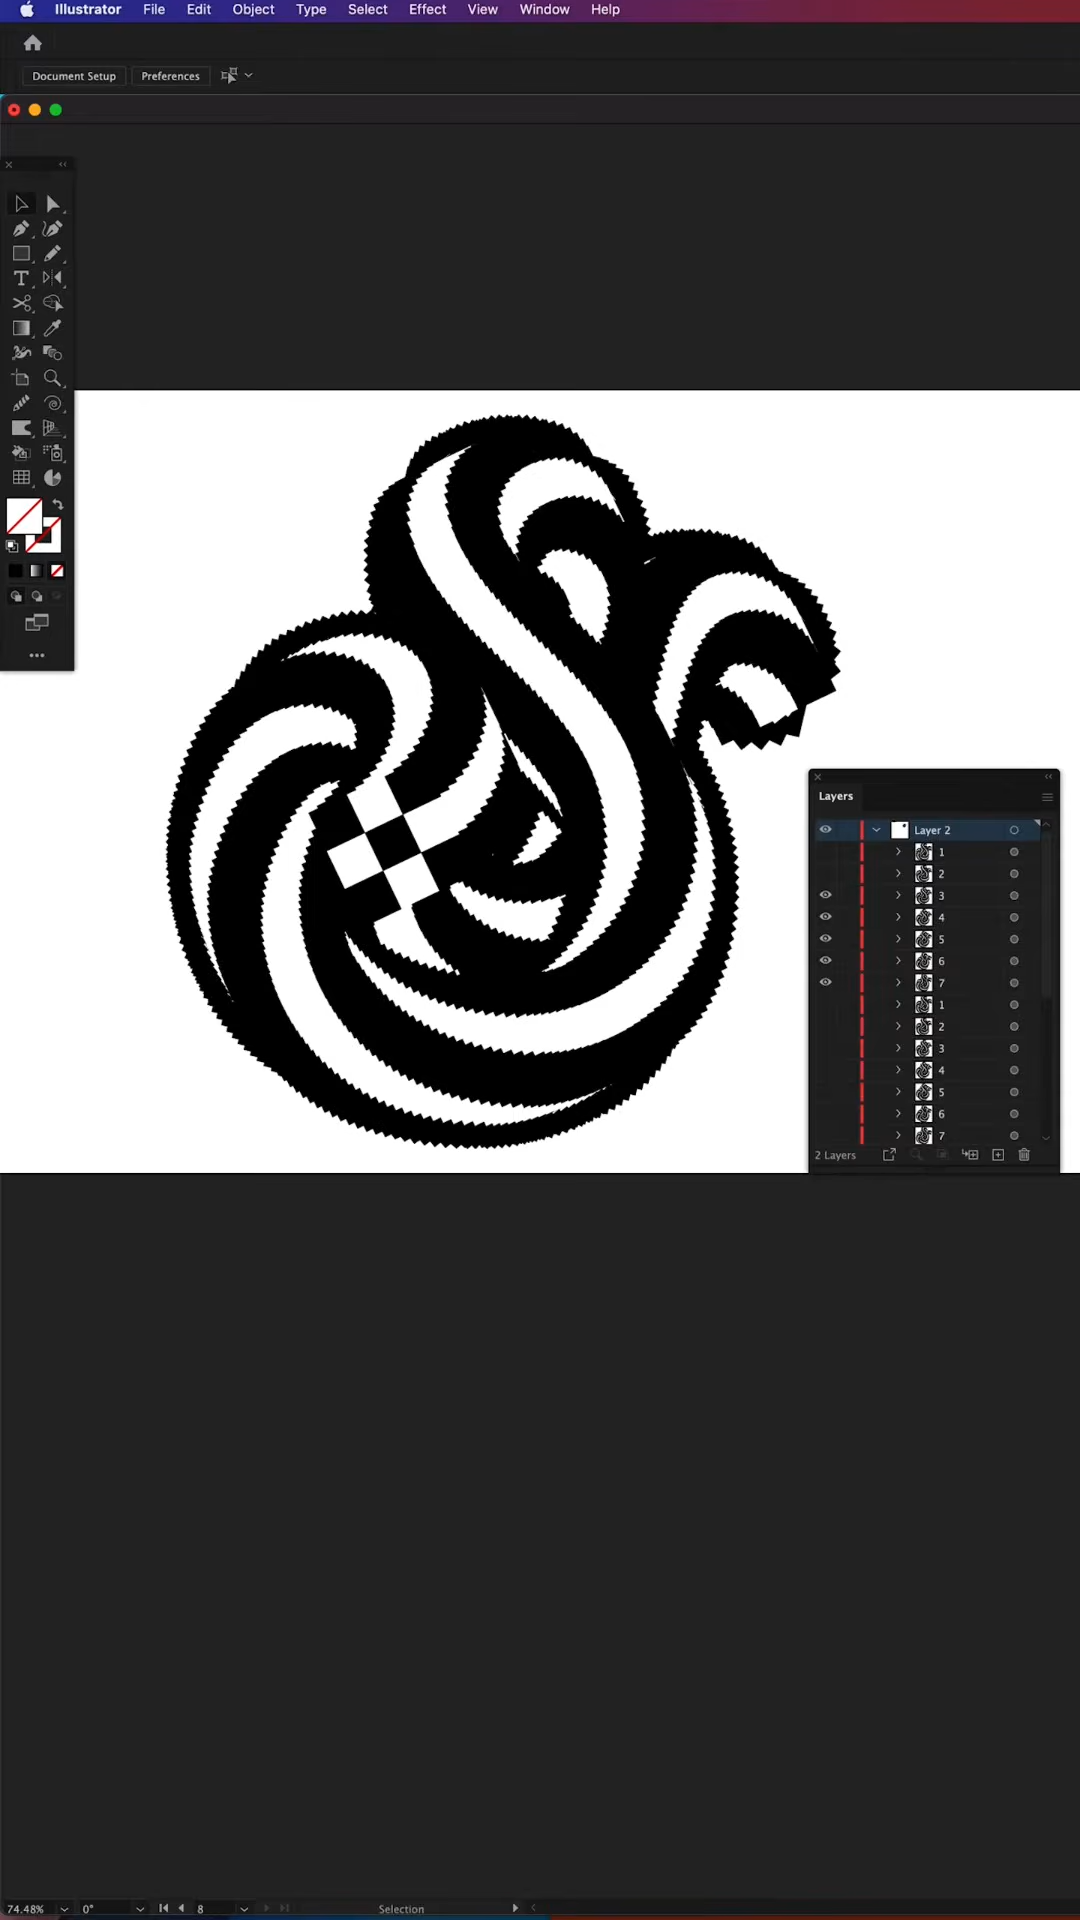 Illustrator File Edit Object Type Select Effect View Window Help
Document Setup Preferences
Layers
Layer 2
1
2
3
4
5
6
7
1
2
3
4
5
6
7
2 Layers
74.48% 0° 8 Selection